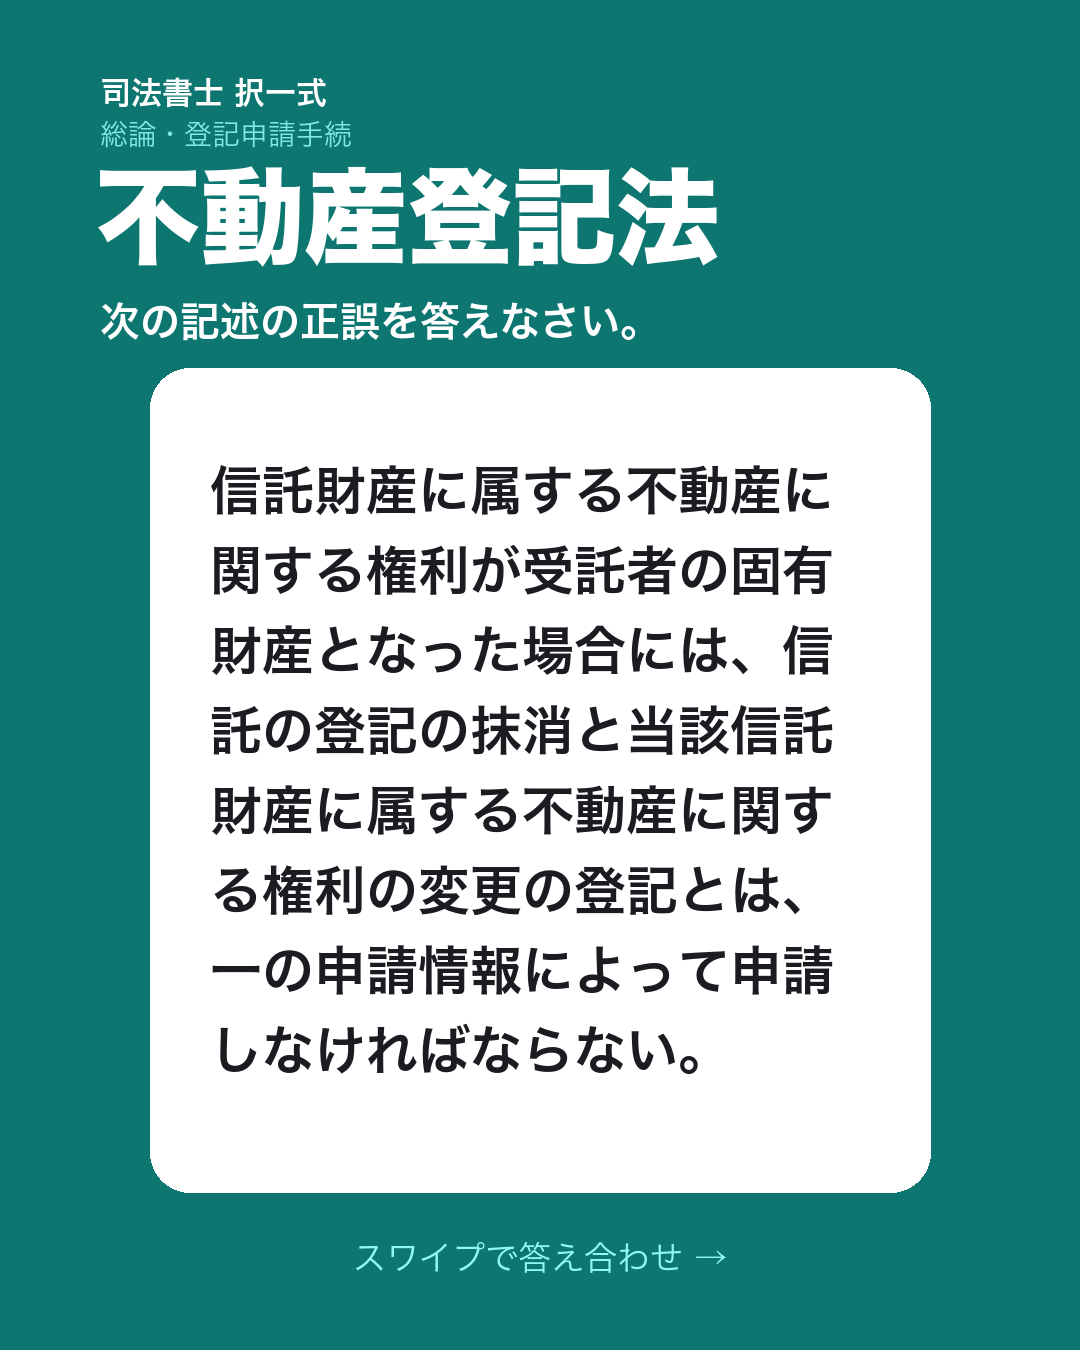 司法書士 択一式
総論・登記申請手続
不動産登記法
次の記述の正誤を答えなさい。
信託財産に属する不動産に
関する権利が受託者の固有
財産となった場合には、信
託の登記の抹消と当該信託
財産に属する不動産に関す
る権利の変更の登記とは、
一の申請情報によって申請
しなければならない。
スワイプで答え合わせ →